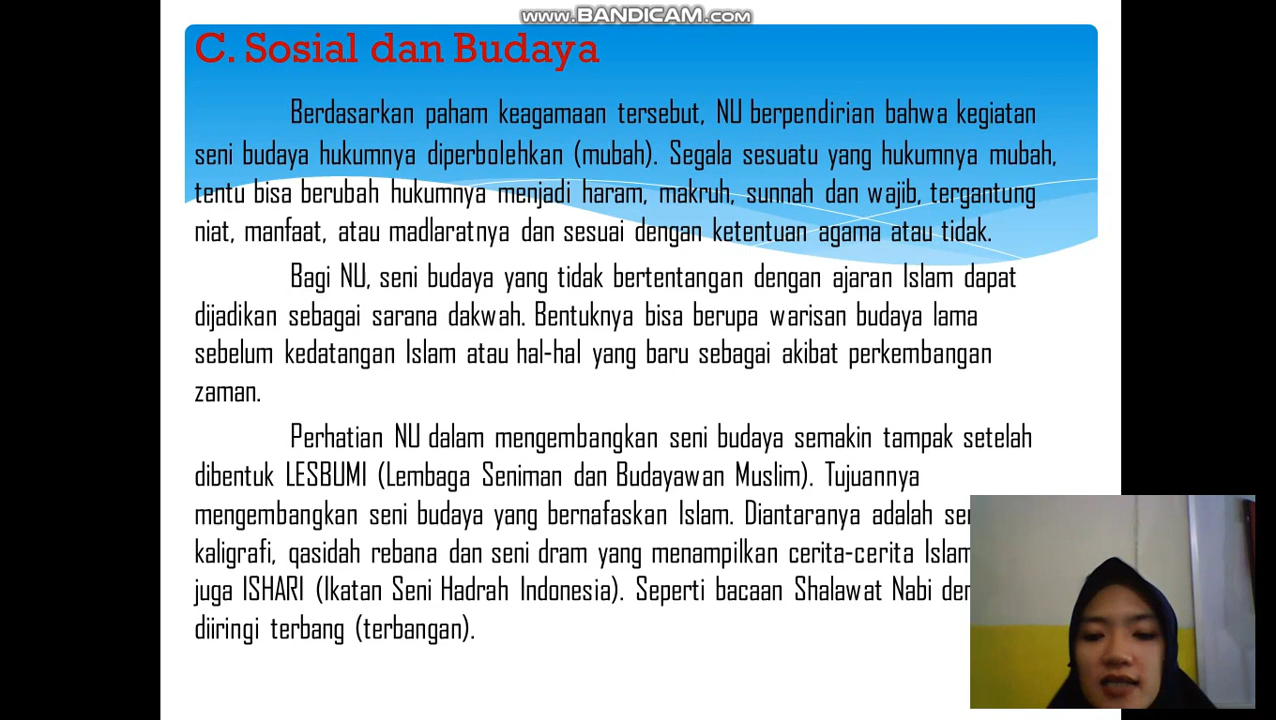 www.BANDICAM.com
C. Sosial dan Budaya
Berdasarkan paham keagamaan tersebut, NU berpendirian bahwa kegiatan
seni budaya hukumnya diperbolehkan (mubah). Segala sesuatu yang hukumnya mubah,
tentu bisa berubah hukumnya menjadi haram, makruh, sunnah dan wajib, tergantung
niat, manfaat, atau madlaratnya dan sesuai dengan ketentuan agama atau tidak.
Bagi NU, seni budaya yang tidak bertentangan dengan ajaran Islam dapat
dijadikan sebagai sarana dakwah. Bentuknya bisa berupa warisan budaya lama
sebelum kedatangan Islam atau hal-hal yang baru sebagai akibat perkembangan
zaman.
Perhatian NU dalam mengembangkan seni budaya semakin tampak setelah
dibentuk LESBUMI (Lembaga Seniman dan Budayawan Muslim). Tujuannya
mengembangkan seni budaya yang bernafaskan Islam. Diantaranya adalah
kaligrafi, qasidah rebana dan seni dram yang menampilkan cerita-cerita Islam
juga ISHARI (Ikatan Seni Hadrah Indonesia). Seperti bacaan Shalawat Nabi
diiringi terbang (terbangan).